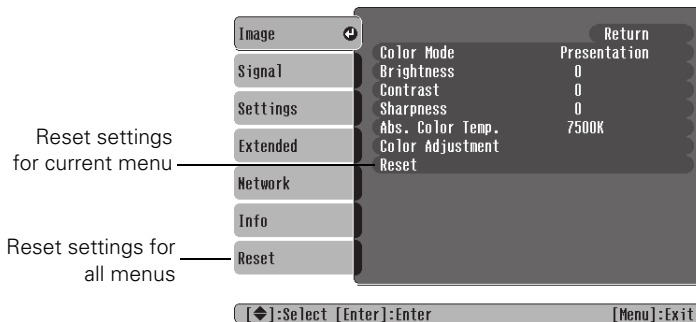 Image
Signal
Settings
Extended
Network
Info
Reset
Return
Color Mode Presentation
Brightness 0
Contrast 0
Sharpness 0
Abs. Color Temp. 7500K
Color Adjustment
Reset
Reset settings
for current menu
Reset settings for
all menus
[]:Select [Enter]:Enter [Menu]:Exit